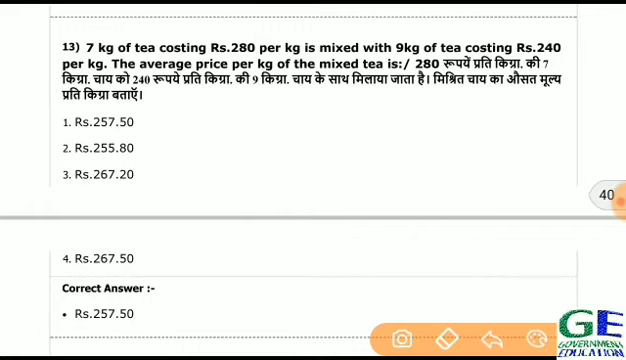 13) 7 kg of tea costing Rs.280 per kg is mixed with 9kg of tea costing Rs.240
per kg. The average price per kg of the mixed tea is:/ 280 रूपयें प्रति किग्रा. की 7
किग्रा. चाय को 240 रूपये प्रति किग्रा. की 9 किग्रा. चाय के साथ मिलाया जाता है। मिश्रित चाय का औसत मूल्य
प्रति किग्रा बताएँ।
1. Rs.257.50
2. Rs.255.80
3. Rs.267.20
40
4. Rs.267.50
Correct Answer :-
• Rs.257.50
GE
GOVERNMENT
EDUCATION